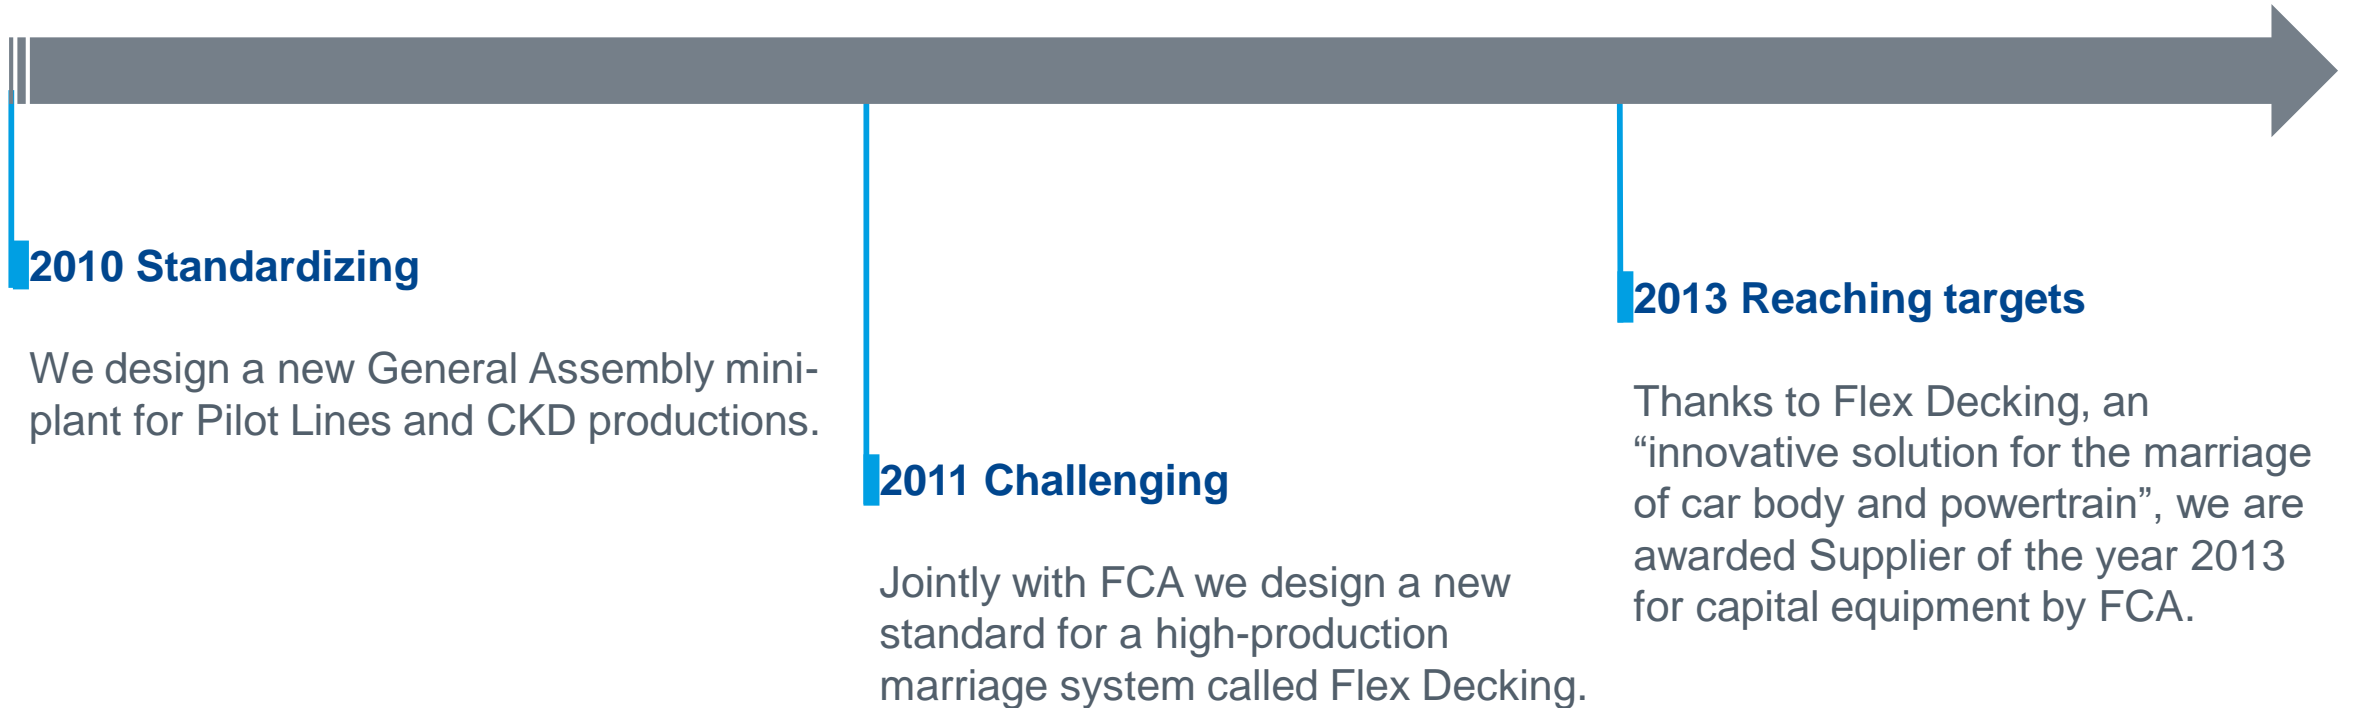 2010 Standardizing
We design a new General Assembly mini-
plant for Pilot Lines and CKD productions.
2011 Challenging
Jointly with FCA we design a new
standard for a high-production
marriage system called Flex Decking.
2013 Reaching targets
Thanks to Flex Decking, an
“innovative solution for the marriage
of car body and powertrain”, we are
awarded Supplier of the year 2013
for capital equipment by FCA.